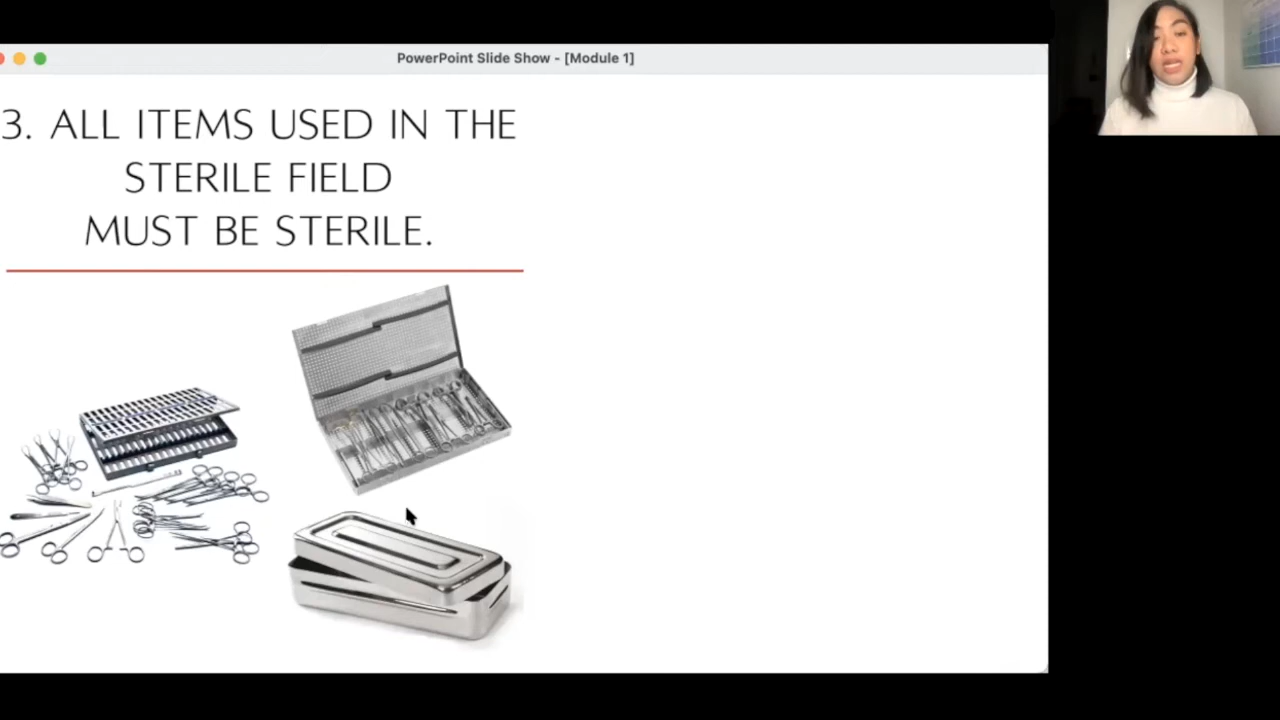 PowerPoint Slide Show - [Module 1]
3. ALL ITEMS USED IN THE
STERILE FIELD
MUST BE STERILE.